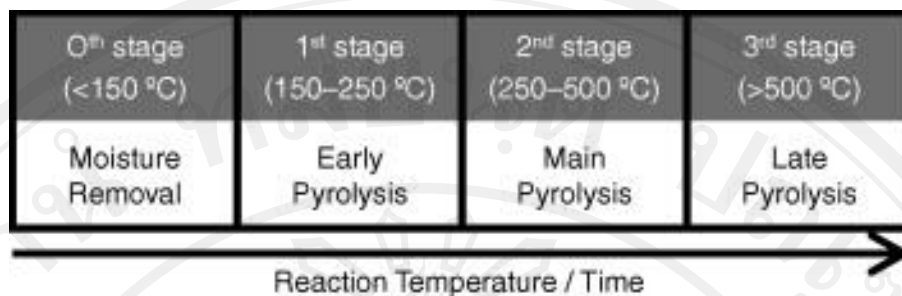 0th stage
(<150 ºC)
1st stage
(150–250 ºC)
2nd stage
(250–500 ºC)
3rd stage
(>500 ºC)
Moisture
Removal
Early
Pyrolysis
Main
Pyrolysis
Late
Pyrolysis
Reaction Temperature / Time